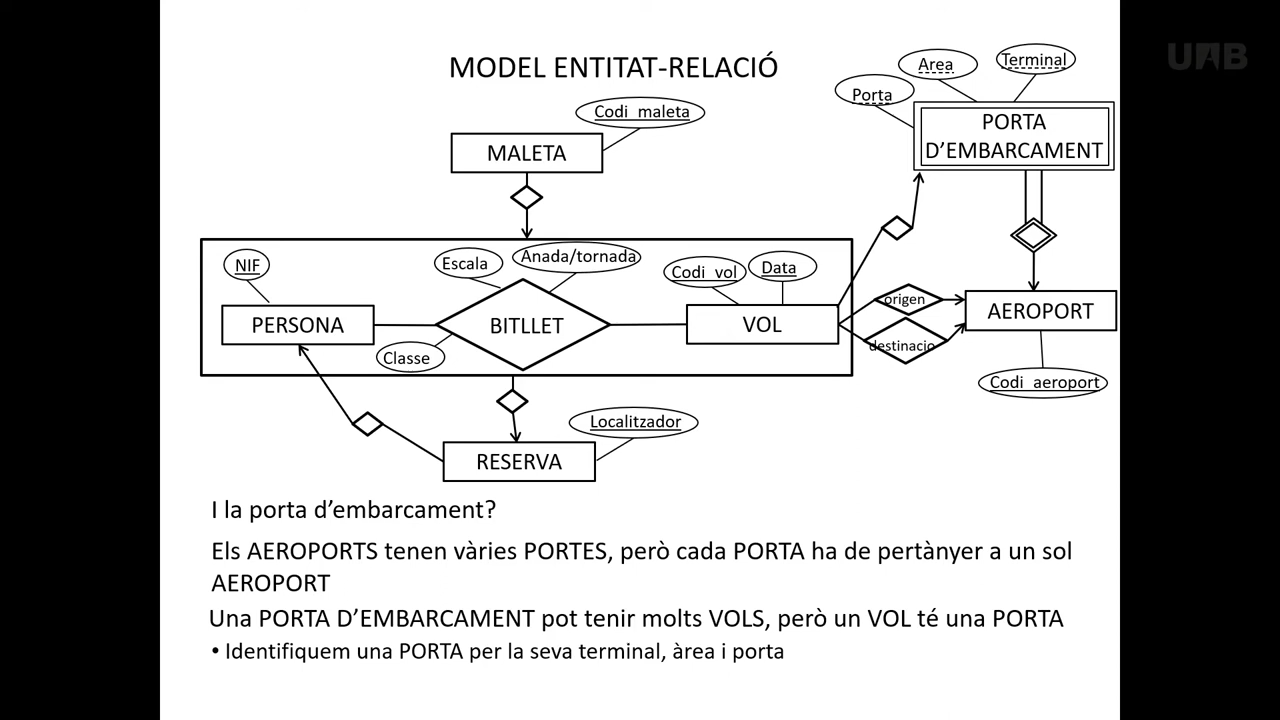 UAB
MODEL ENTITAT-RELACIÓ
Area
Terminal
Porta
Codi_maleta
PORTA
D’EMBARCAMENT
MALETA
NIF
Escala
Anada/tornada
Codi_vol
Data
PERSONA
BITLLET
VOL
origen
AEROPORT
destinacio
Classe
Codi_aeroport
Localitzador
RESERVA
I la porta d’embarcament?
Els AEROPORTS tenen vàries PORTES, però cada PORTA ha de pertànyer a un sol
AEROPORT
Una PORTA D’EMBARCAMENT pot tenir molts VOLS, però un VOL té una PORTA
• Identifiquem una PORTA per la seva terminal, àrea i porta